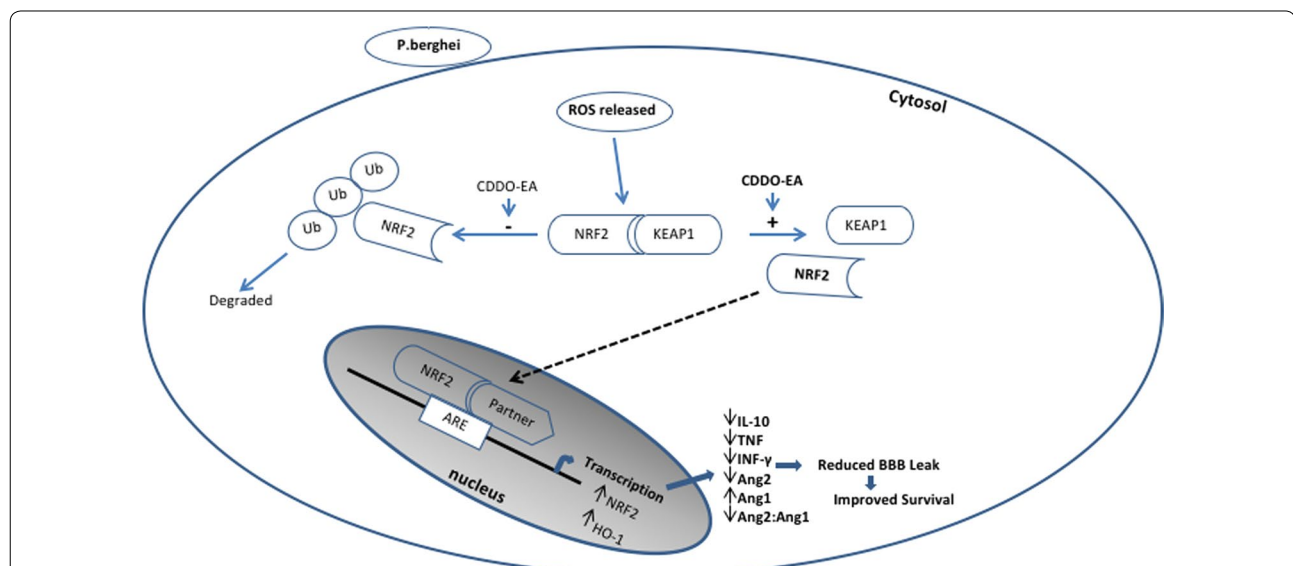 P.berghei
Cytosol
ROS released
CDDO-EA
CDDO-EA
Ub
Ub
Ub
NRF2
-
NRF2
KEAP1
+
KEAP1
NRF2
Degraded
NRF2
Partner
ARE
Transcription
↑NRF2
↑HO-1
nucleus
↓IL-10
↓TNF
↓INF-γ
↓Ang2
↑Ang1
↓Ang2:Ang1
Reduced BBB Leak
Improved Survival